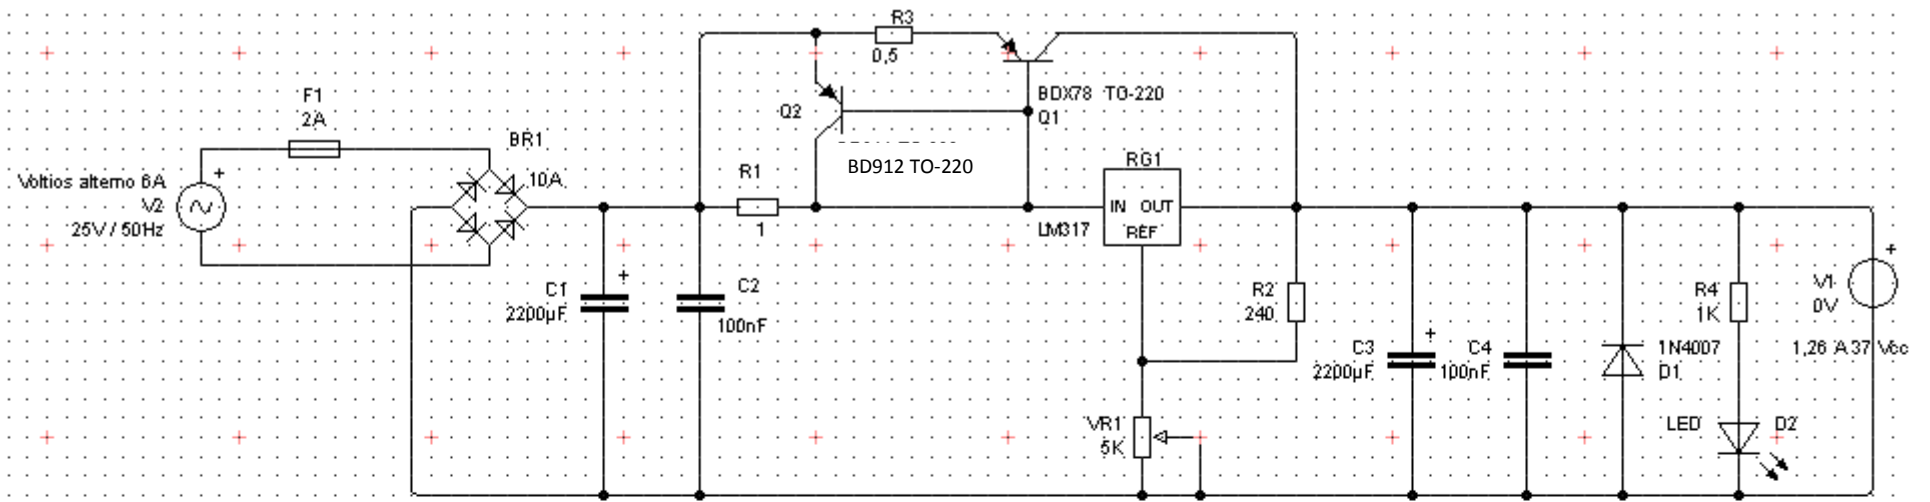 R3
0,5
F1
2A
BDX78 TO-220
Q2
Q1
BR1
BD912 TO-220
RG1
R1
Voltios alterno 6A
10A
V2
IN OUT
25V / 50Hz
1
LM317
REF
+
+
+
+
C1
2200µF
C2
100nF
R2
240
R4
1K
V1
0V
C3
2200µF
C4
100nF
1N4007
D1
1,26 A 37 Vcc
VR1
5K
LED
D2